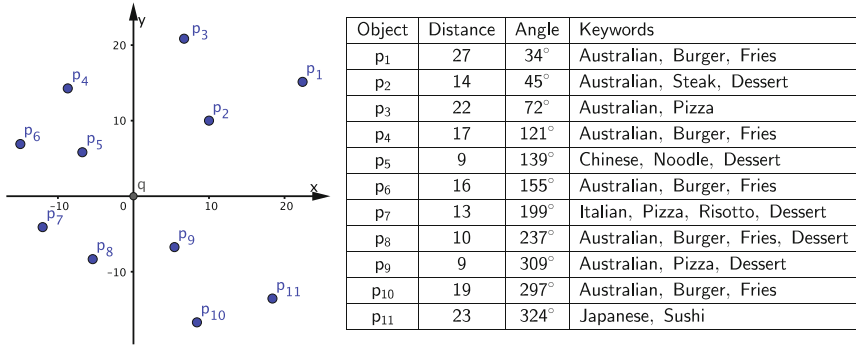 y
20
10
-10
-10
10
20
x
q
p1
p2
p3
p4
p5
p6
p7
p8
p9
p10
p11
Object Distance Angle Keywords
p1 27 34° Australian, Burger, Fries
p2 14 45° Australian, Steak, Dessert
p3 22 72° Australian, Pizza
p4 17 121° Australian, Burger, Fries
p5 9 139° Chinese, Noodle, Dessert
p6 16 155° Australian, Burger, Fries
p7 13 199° Italian, Pizza, Risotto, Dessert
p8 10 237° Australian, Burger, Fries, Dessert
p9 9 309° Australian, Pizza, Dessert
p10 19 297° Australian, Burger, Fries
p11 23 324° Japanese, Sushi